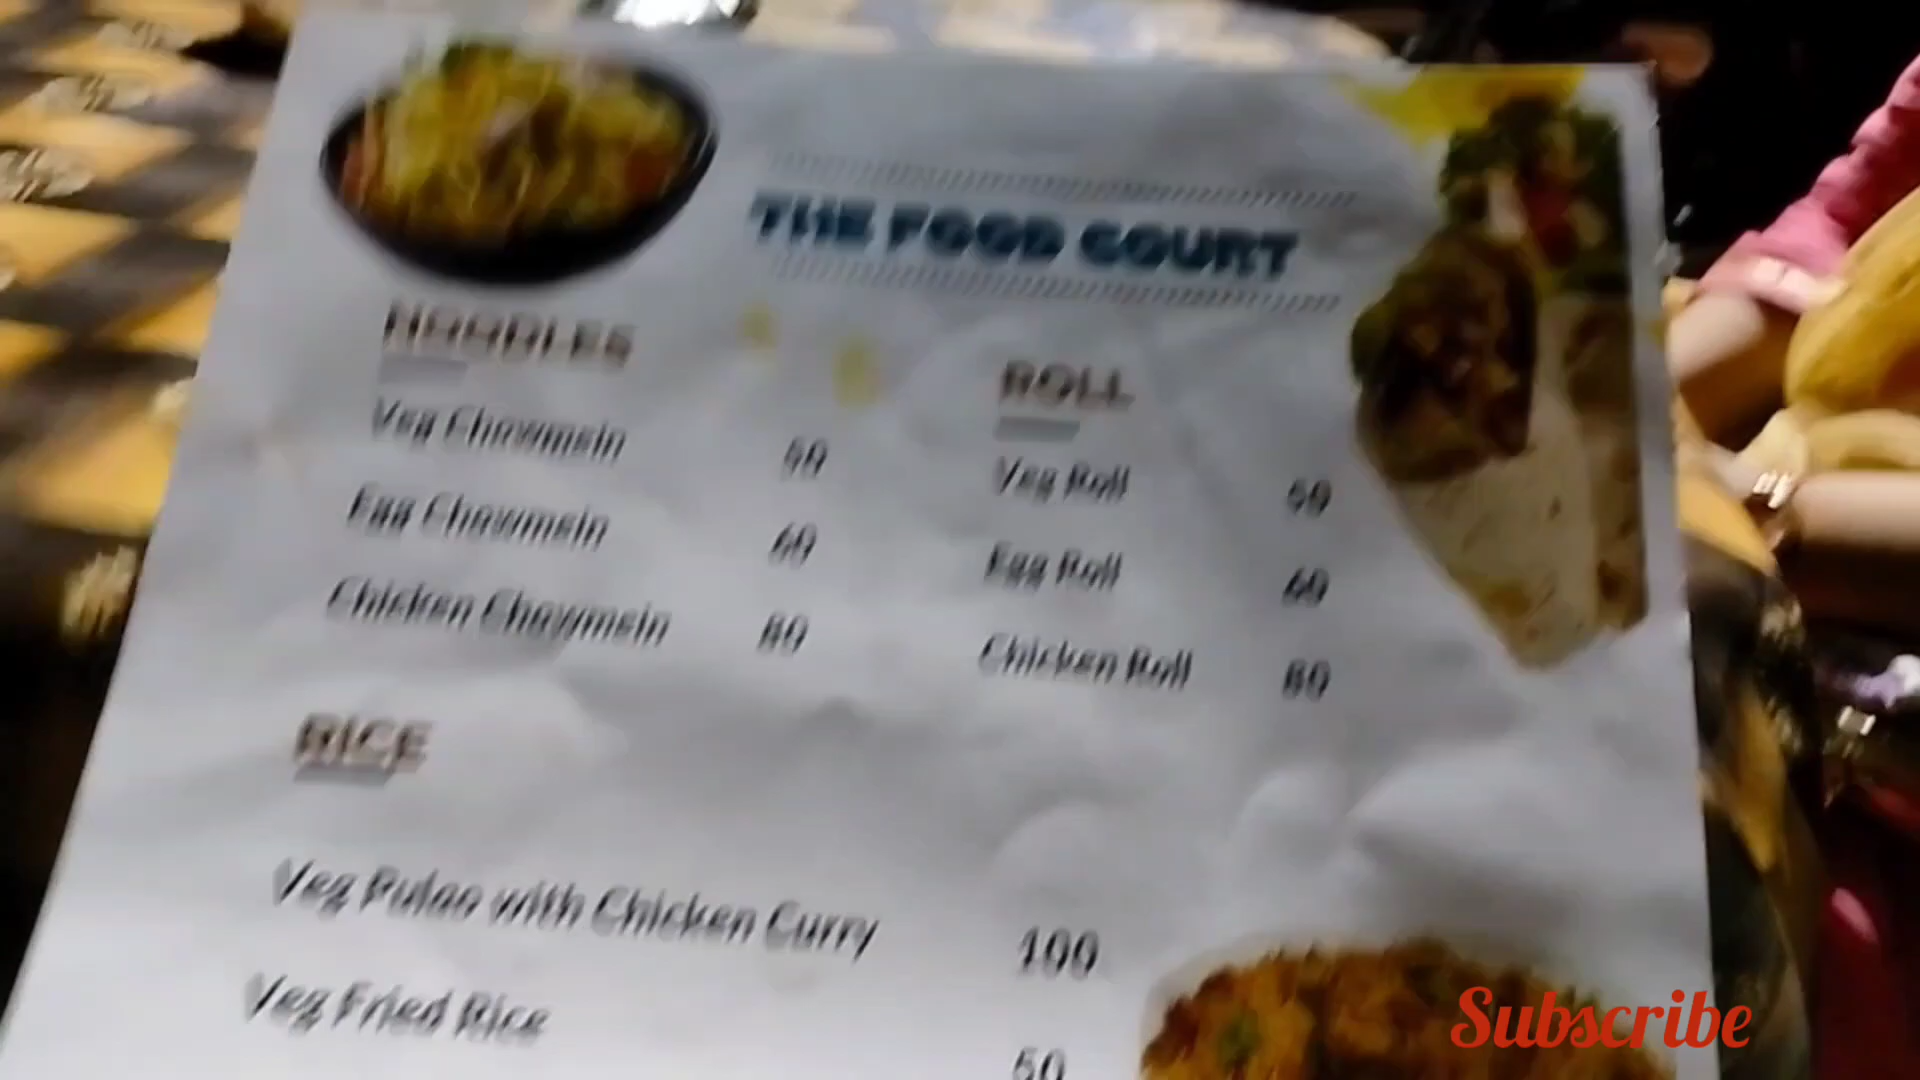 THE FOOD COURT
NOODLES
Veg Chowmein 50
Egg Chowmein 60
Chicken Chowmein 80
ROLL
Veg Roll 50
Egg Roll 60
Chicken Roll 80
RICE
Veg Pulao with Chicken Curry 100
Veg Fried Rice 50
Subscribe